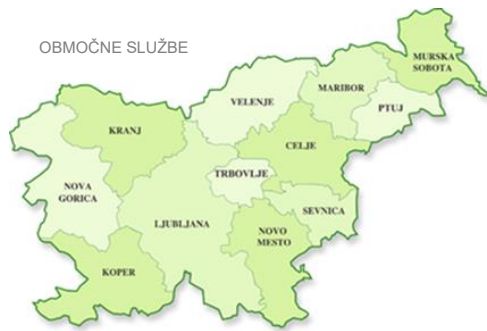 OBMOČNE SLUŽBE
MURSKA
SOBOTA
MARIBOR
VELENJE
PTUJ
KRANJ
CELJE
TRBOVLJE
NOVA
GORICA
SEVNICA
LJUBLJANA
NOVO
MESTO
KOPER